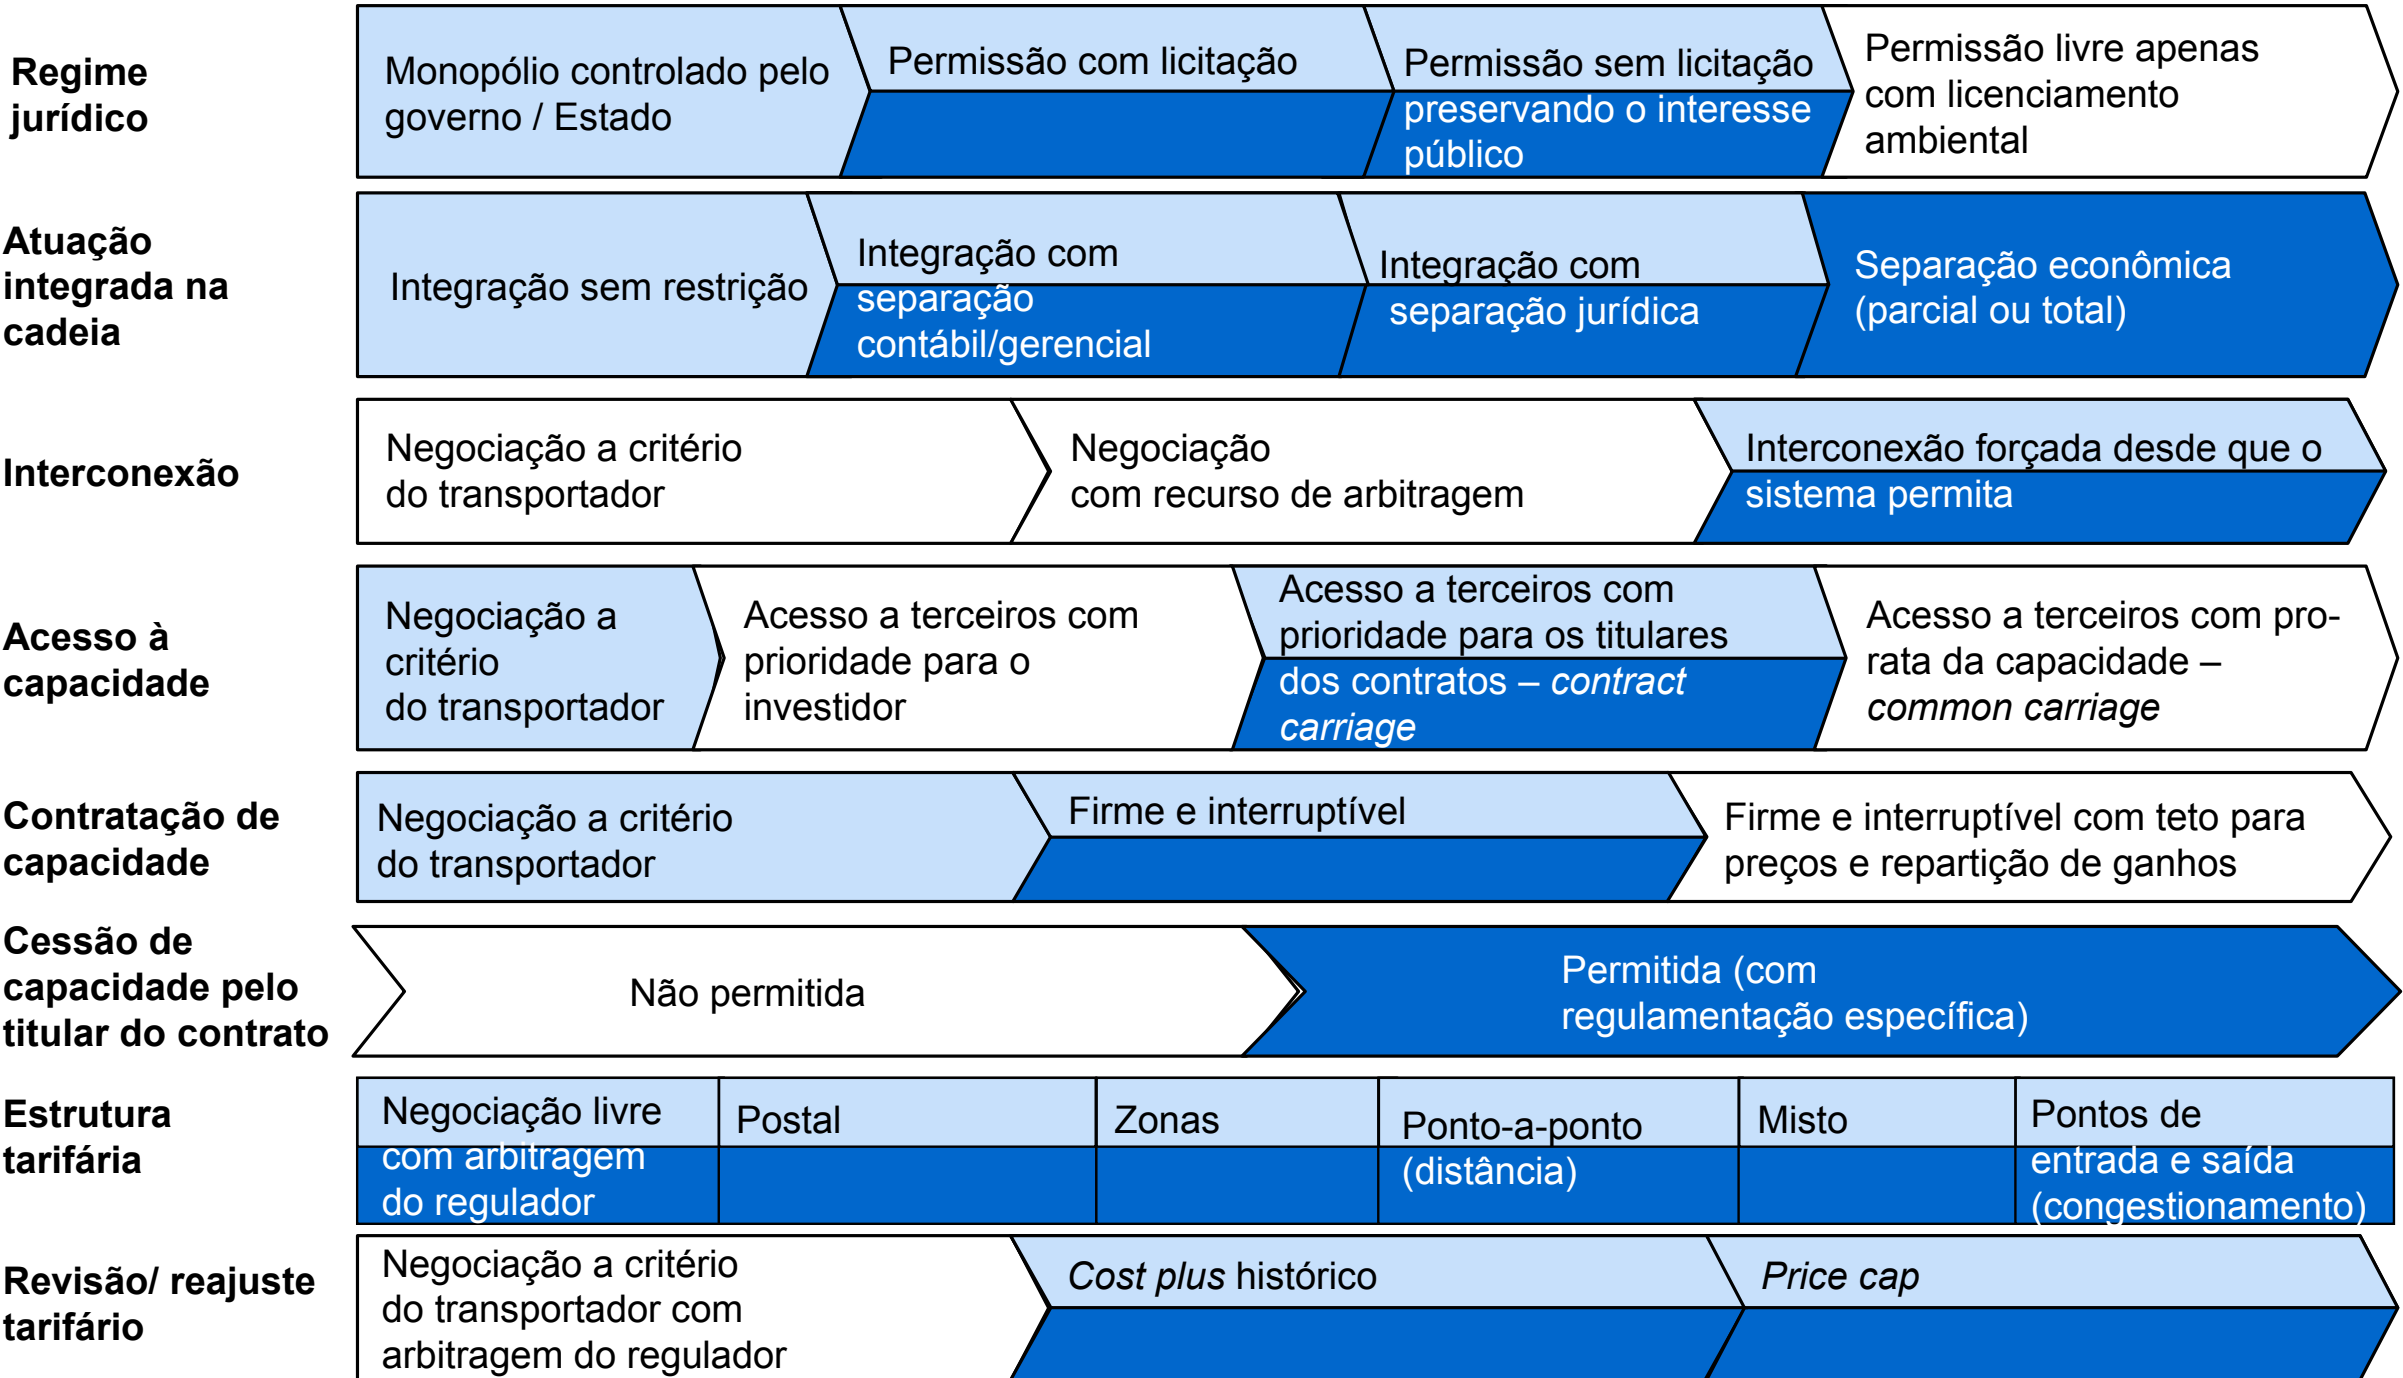 Regime
jurídico
Monopólio controlado pelo
governo / Estado
Permissão com licitação
Permissão sem licitação
preservando o interesse
público
Permissão livre apenas
com licenciamento
ambiental
Atuação
integrada na
cadeia
Integração sem restrição
Integração com
separação
contábil/gerencial
Integração com
separação jurídica
Separação econômica
(parcial ou total)
Interconexão
Negociação a critério
do transportador
Negociação
com recurso de arbitragem
Interconexão forçada desde que o
sistema permita
Acesso à
capacidade
Negociação a
critério
do transportador
Acesso a terceiros com
prioridade para o
investidor
Acesso a terceiros com
prioridade para os titulares
dos contratos – contract
carriage
Acesso a terceiros com pro-
rata da capacidade –
common carriage
Contratação de
capacidade
Negociação a critério
do transportador
Firme e interruptível
Firme e interruptível com teto para
preços e repartição de ganhos
Cessão de
capacidade pelo
titular do contrato
Não permitida
Permitida (com
regulamentação específica)
Estrutura
tarifária
Negociação livre
com arbitragem
do regulador
Postal
Zonas
Ponto-a-ponto
(distância)
Misto
Pontos de
entrada e saída
(congestionamento)
Revisão/ reajuste
tarifário
Negociação a critério
do transportador com
arbitragem do regulador
Cost plus histórico
Price cap